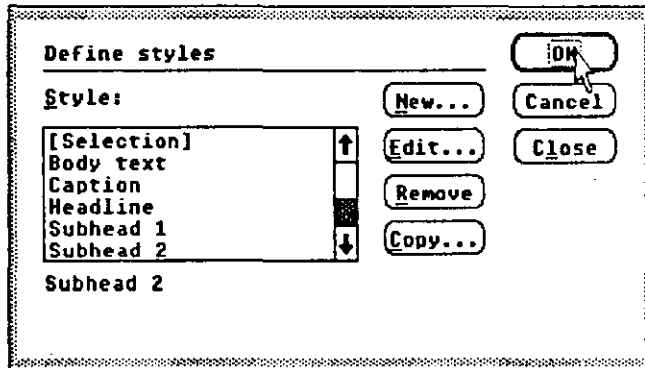 Define styles
OK
Style:
New...
Cancel
[Selection]
Body text
Caption
Headline
Subhead 1
Subhead 2
Edit...
Close
Remove
Copy...
Subhead 2